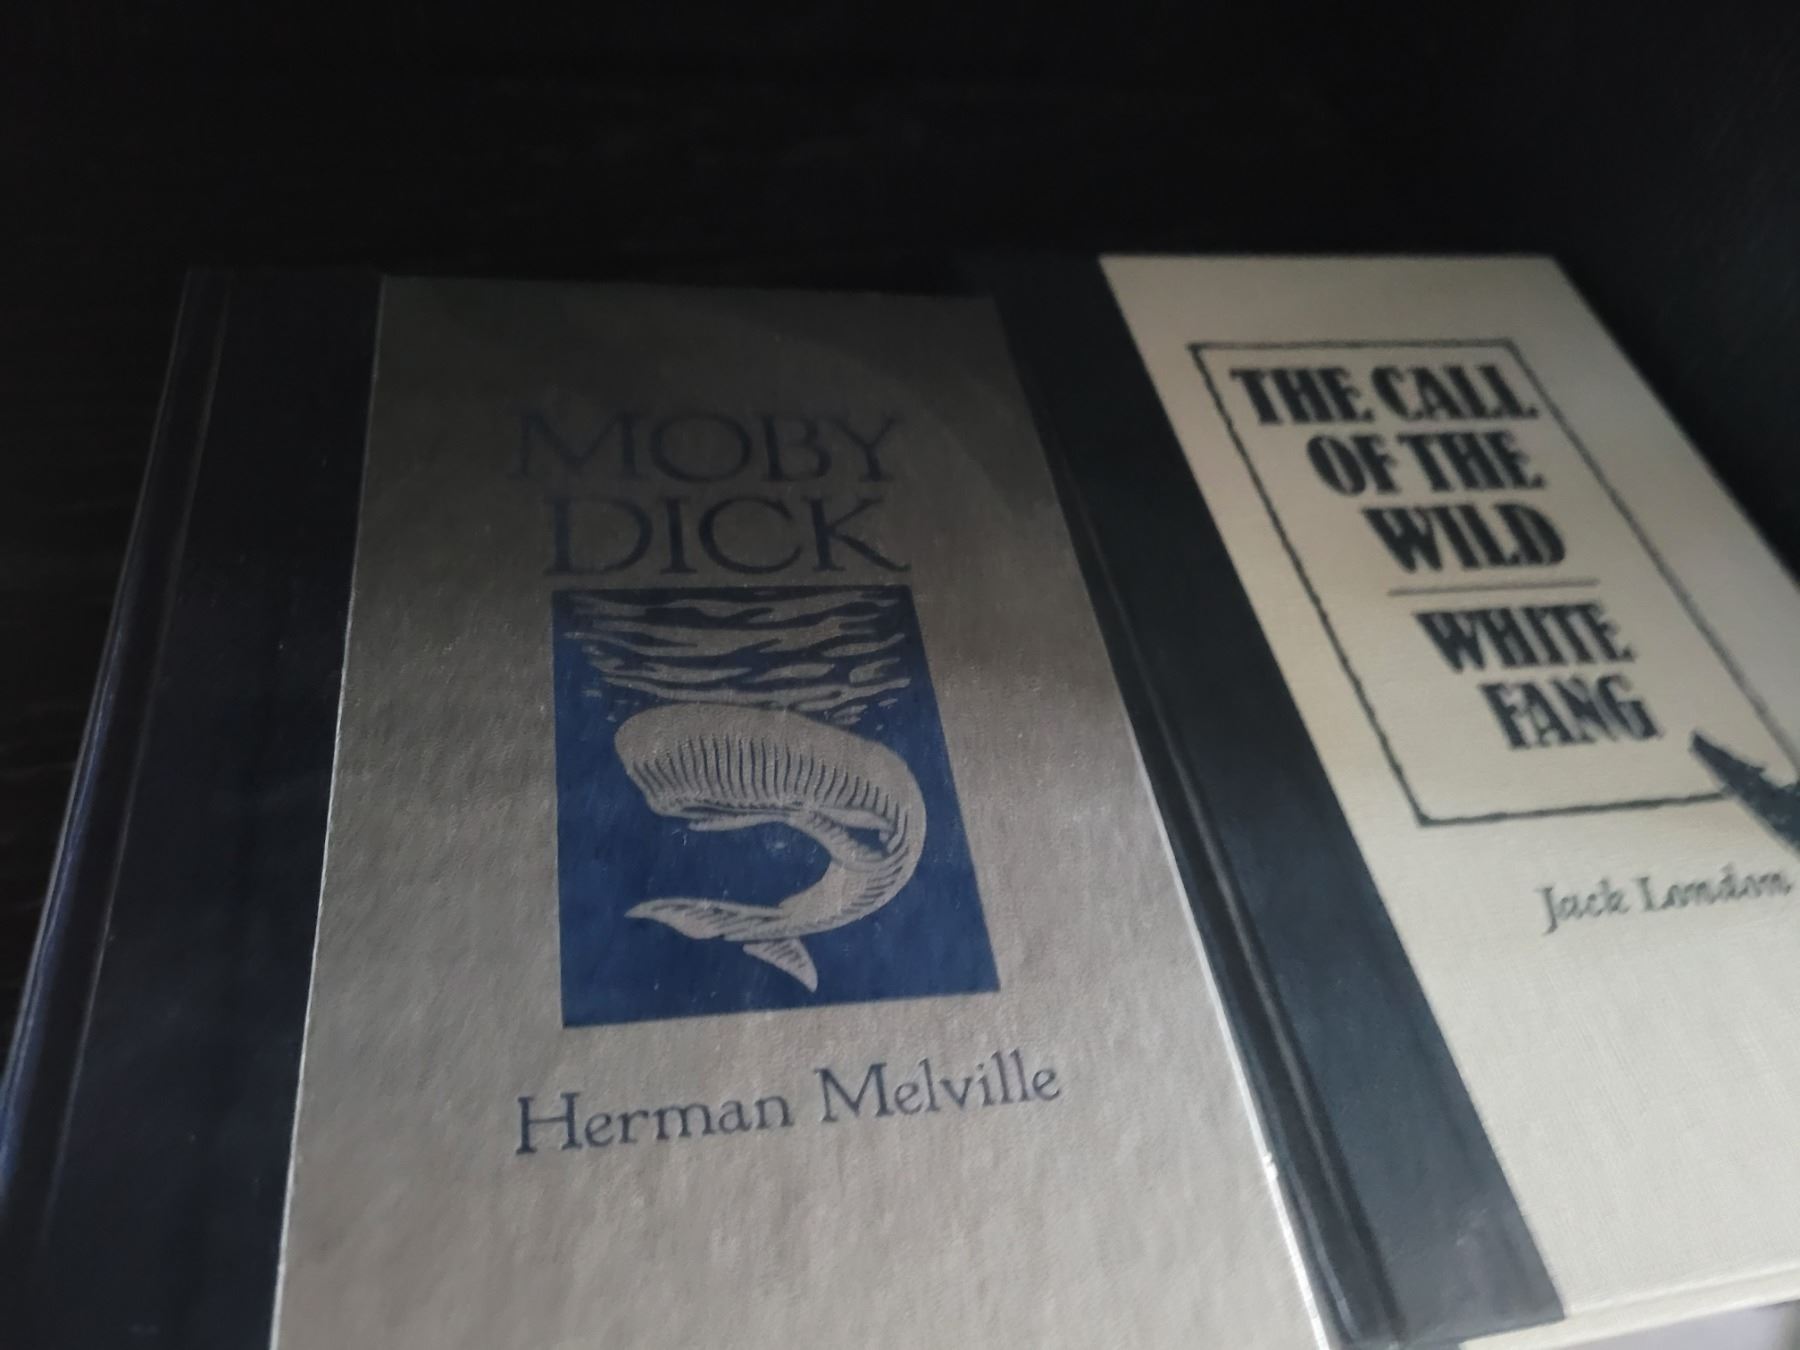 MOBY
DICK
Herman Melville
THE CALL
OF THE
WILD
WHITE
FANG
Jack London